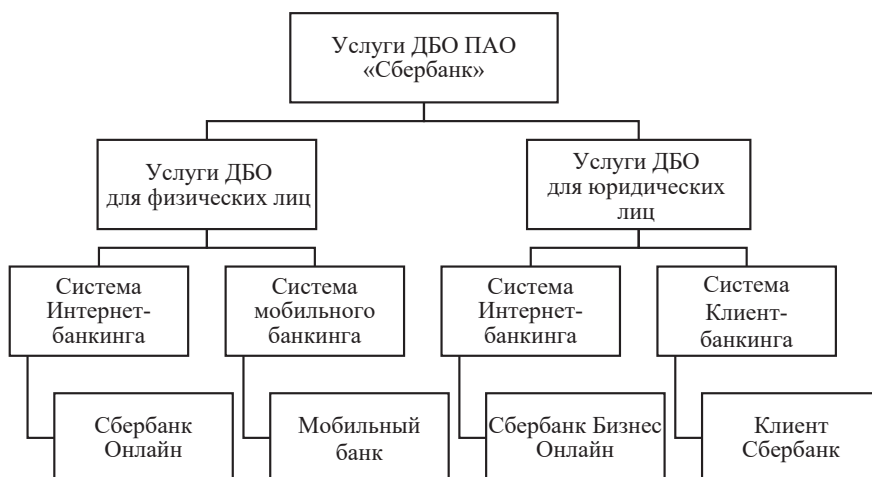 Услуги ДБО ПАО
«Сбербанк»
Услуги ДБО
для физических лиц
Услуги ДБО
для юридических
лиц
Система
Интернет-
банкинга
Система
мобильного
банкинга
Система
Интернет-
банкинга
Система
Клиент-
банкинга
Сбербанк
Онлайн
Мобильный
банк
Сбербанк Бизнес
Онлайн
Клиент
Сбербанк